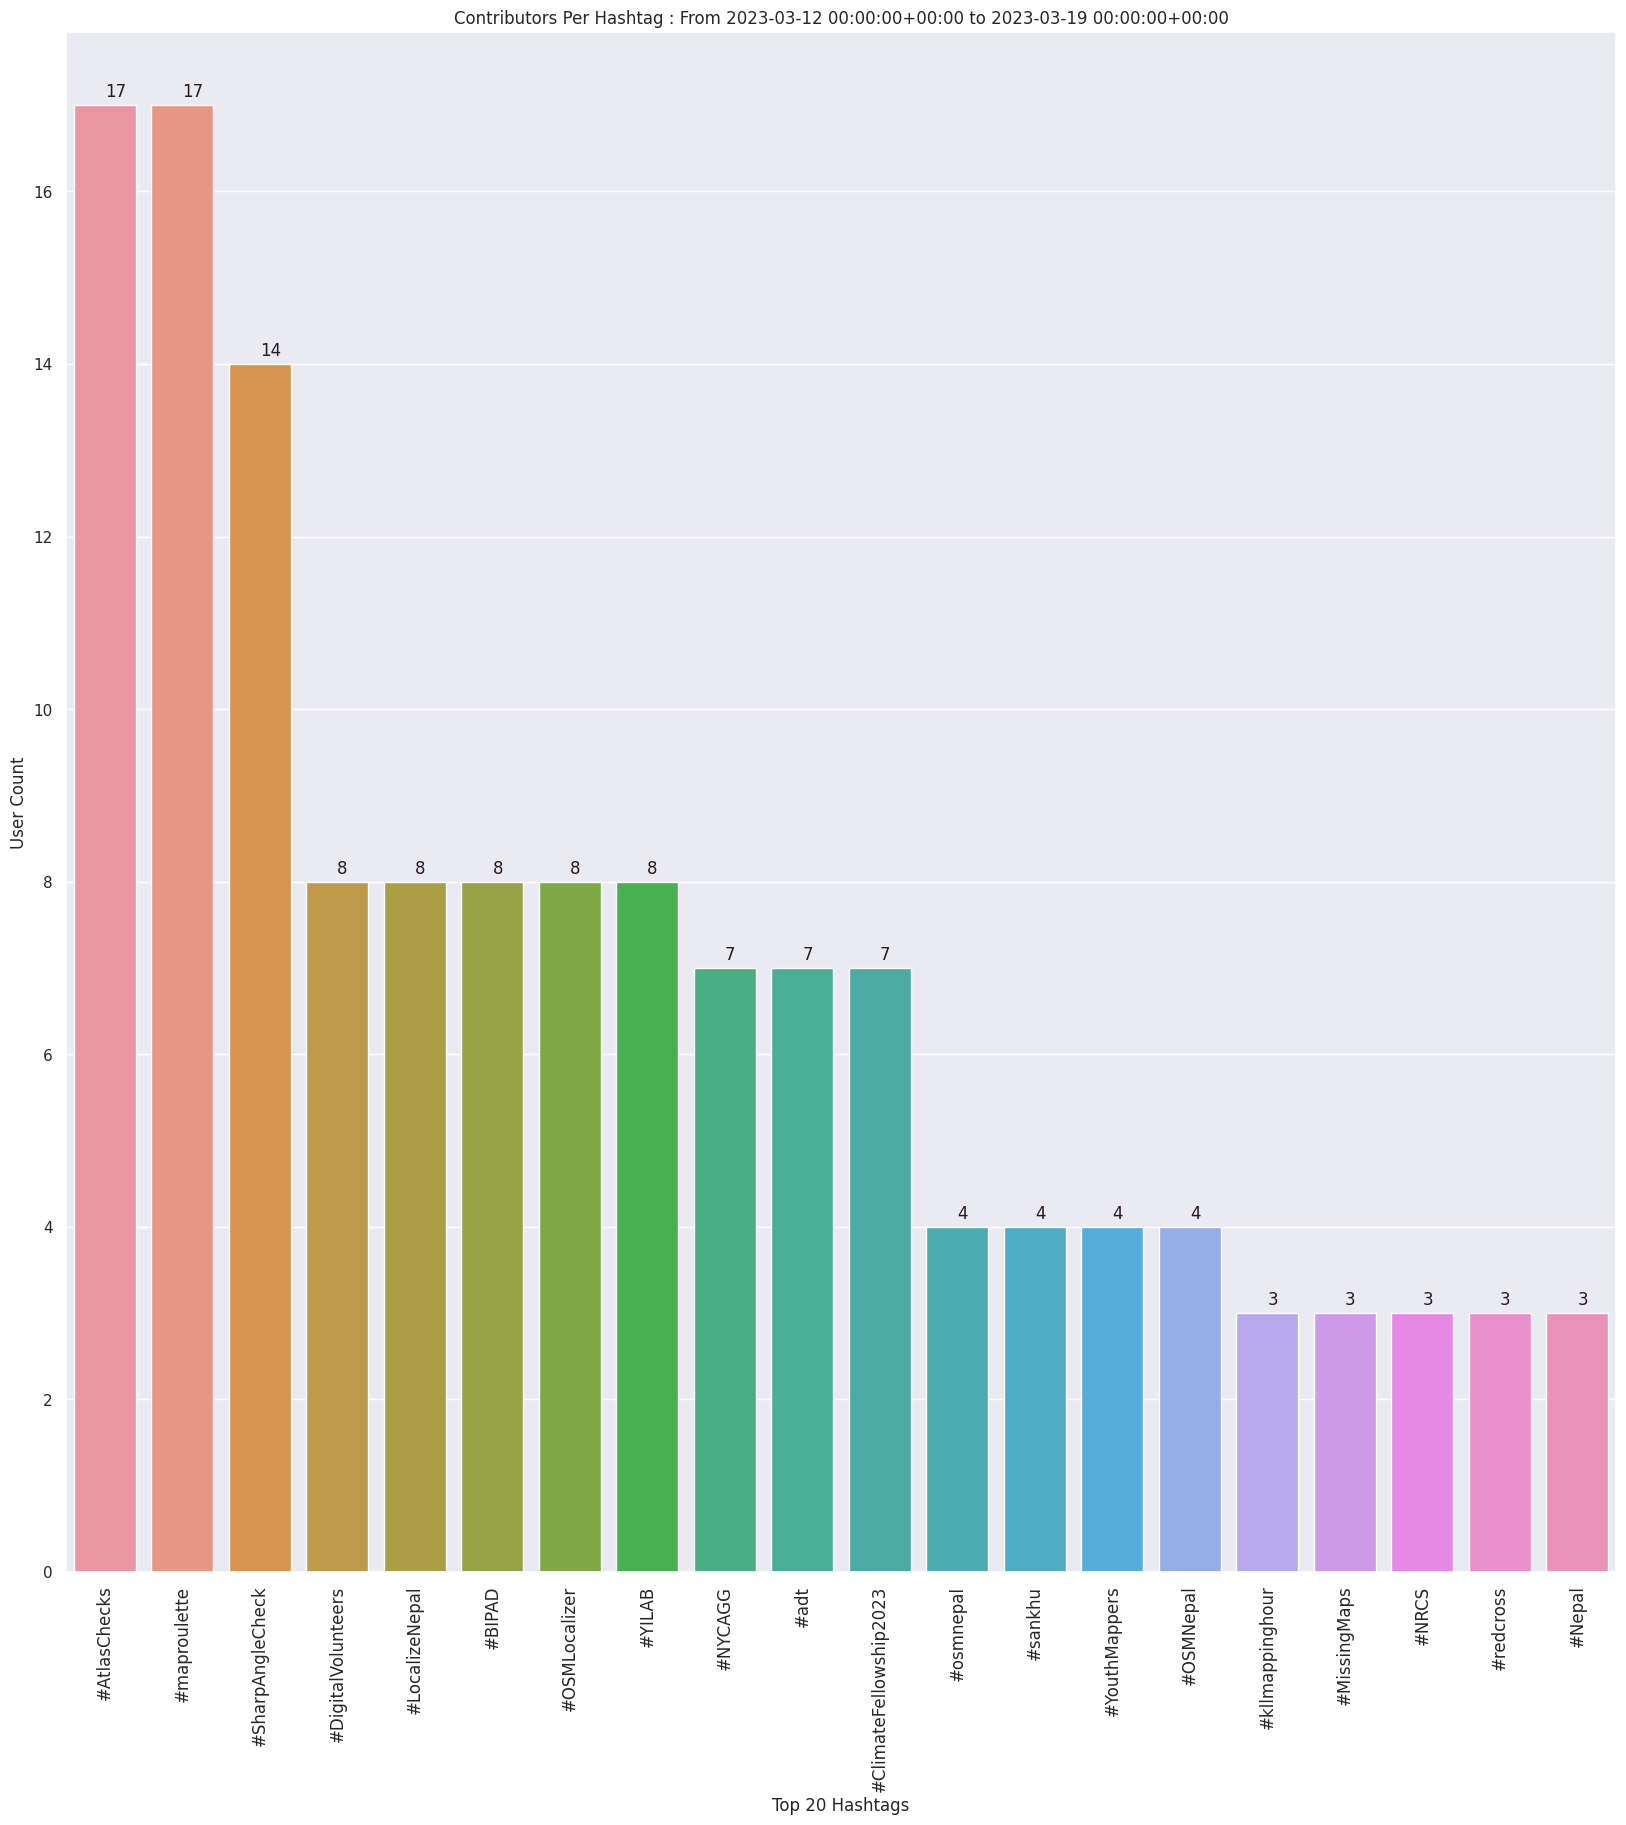 Contributors Per Hashtag : From 2023-03-12 00:00:00+00:00 to 2023-03-19 00:00:00+00:00
User Count
16
14
12
10
8
6
4
2
0
17
17
14
8
8
8
8
8
7
7
7
4
4
4
4
3
3
3
3
3
#AtlasChecks
#maproulette
#SharpAngleCheck
#DigitalVolunteers
#LocalizeNepal
#BIPAD
#OSMLocalizer
#YILAB
#NYCAGG
#adt
#ClimateFellowship2023
#osmnepal
#sankhu
#YouthMappers
#OSMNepal
#kllmappinghour
#MissingMaps
#NRCS
#redcross
#Nepal
Top 20 Hashtags